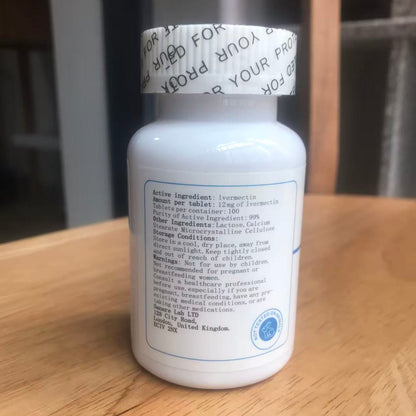 SEALED FOR YOUR PROT
Active ingredient: Ivermectin
Amount per tablet: 12mg of Ivermectin
Tablets per container: 100
Purity of Active Ingredient: 99%
Other Ingredients: Lactose, Calcium
Stearate Microcrystalline Cellulose
Storage Conditions:
Store in a cool, dry place, away from
direct sunlight. Keep tightly closed
and out of reach of children.
Warnings: Not for use by children.
Not recommended for pregnant or
breastfeeding women.
Consult a healthcare professional
before use, especially if you are
pregnant, breastfeeding, have any pre-
existing medical conditions, or are
taking other medications.
Lab LTD
128 City Road,
London, United Kingdom.
EC1V 2NX